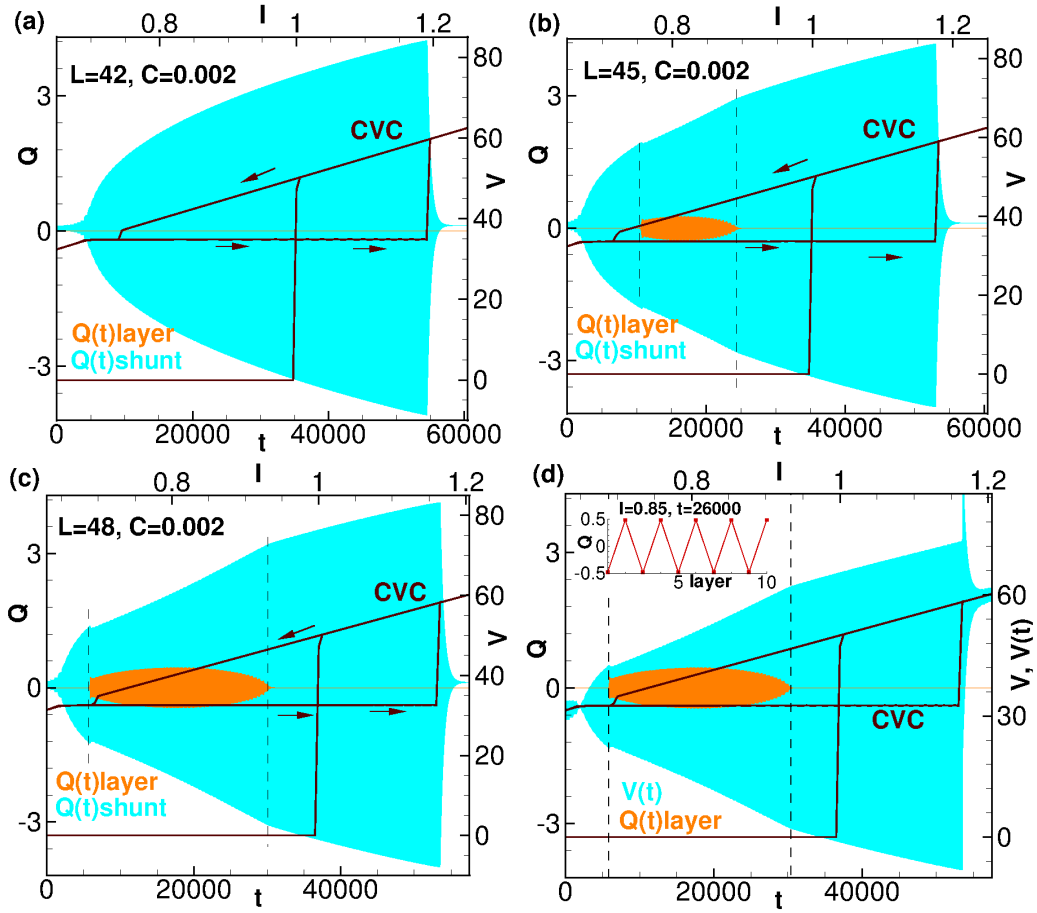 (a)
I
0.8 1 1.2
L=42, C=0.002
CVC
Q
3
0
-3
V
80
60
40
20
0
Q(t)layer
Q(t)shunt
0 20000 40000 60000
t
(b)
I
0.8 1 1.2
L=45, C=0.002
CVC
Q
3
0
-3
V
80
60
40
20
0
Q(t)layer
Q(t)shunt
0 20000 40000 60000
t
(c)
I
0.8 1 1.2
L=48, C=0.002
CVC
Q
3
0
-3
V
80
60
40
20
0
Q(t)layer
Q(t)shunt
0 20000 40000
t
(d)
I
0.8 1 1.2
I=0.85, t=26000
Q
0.5
0
-0.5
5 layer 10
Q
3
0
-3
V, V(t)
60
30
0
CVC
V(t)
Q(t)layer
0 20000 40000
t